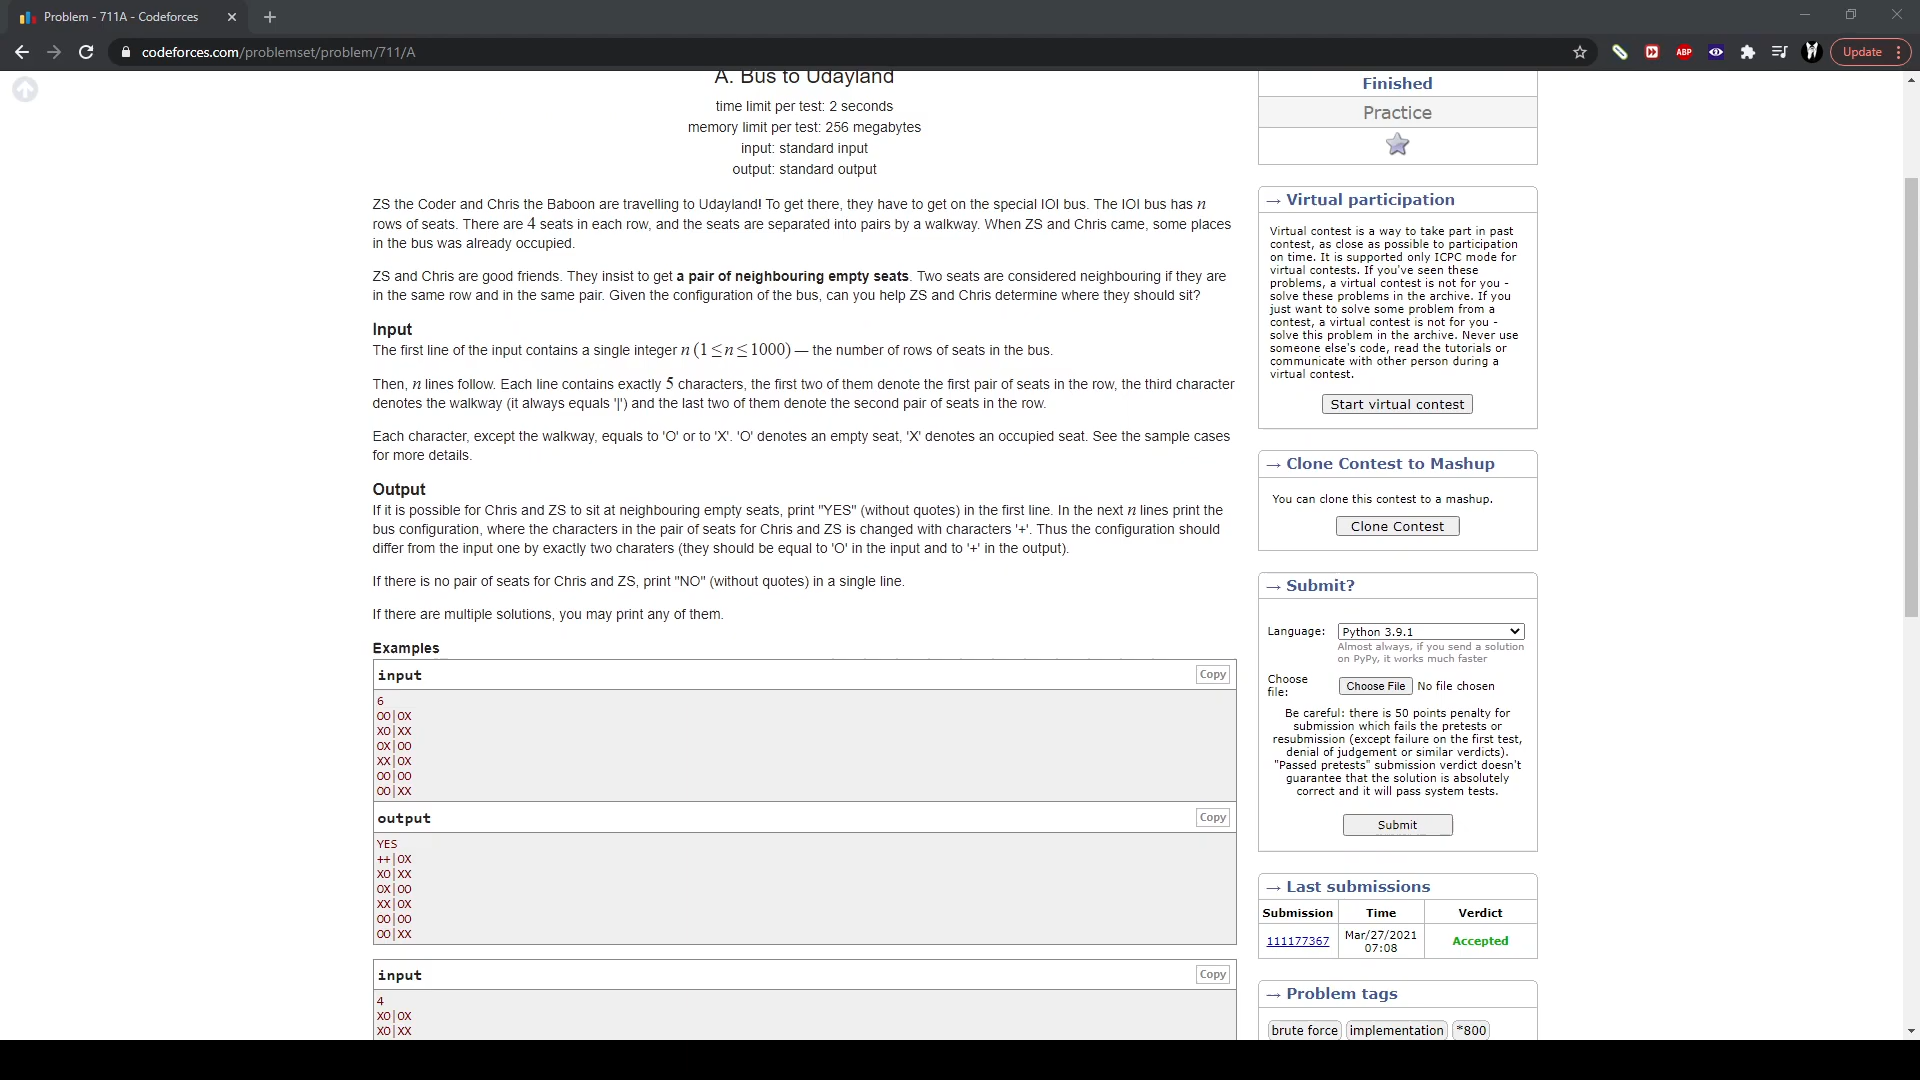 Problem - 711A - Codeforces
codeforces.com/problemset/problem/711/A
ABP
Update
A. Bus to Udayland
time limit per test: 2 seconds
memory limit per test: 256 megabytes
input: standard input
output: standard output
ZS the Coder and Chris the Baboon are travelling to Udayland! To get there, they have to get on the special IOI bus. The IOI bus has n
rows of seats. There are 4 seats in each row, and the seats are separated into pairs by a walkway. When ZS and Chris came, some places
in the bus was already occupied.
ZS and Chris are good friends. They insist to get a pair of neighbouring empty seats. Two seats are considered neighbouring if they are
in the same row and in the same pair. Given the configuration of the bus, can you help ZS and Chris determine where they should sit?
Input
The first line of the input contains a single integer n (1 ≤ n ≤ 1000) — the number of rows of seats in the bus.
Then, n lines follow. Each line contains exactly 5 characters, the first two of them denote the first pair of seats in the row, the third character
denotes the walkway (it always equals '|') and the last two of them denote the second pair of seats in the row.
Each character, except the walkway, equals to 'O' or to 'X'. 'O' denotes an empty seat, 'X' denotes an occupied seat. See the sample cases
for more details.
Output
If it is possible for Chris and ZS to sit at neighbouring empty seats, print "YES" (without quotes) in the first line. In the next n lines print the
bus configuration, where the characters in the pair of seats for Chris and ZS is changed with characters '+'. Thus the configuration should
differ from the input one by exactly two charaters (they should be equal to 'O' in the input and to '+' in the output).
If there is no pair of seats for Chris and ZS, print "NO" (without quotes) in a single line.
If there are multiple solutions, you may print any of them.
Examples
input
Copy
6
OO|OX
XO|XX
OX|OO
XX|OX
OO|OO
OO|XX
output
Copy
YES
++|OX
XO|XX
OX|OO
XX|OX
OO|OO
OO|XX
input
Copy
4
XO|OX
XO|XX
Finished
Practice
→ Virtual participation
Virtual contest is a way to take part in past
contest, as close as possible to participation
on time. It is supported only ICPC mode for
virtual contests. If you've seen these
problems, a virtual contest is not for you -
solve these problems in the archive. If you
just want to solve some problem from a
contest, a virtual contest is not for you -
solve this problem in the archive. Never use
someone else's code, read the tutorials or
communicate with other person during a
virtual contest.
Start virtual contest
→ Clone Contest to Mashup
You can clone this contest to a mashup.
Clone Contest
→ Submit?
Language: Python 3.9.1
Almost always, if you send a solution
on PyPy, it works much faster
Choose
file:
Choose File No file chosen
Be careful: there is 50 points penalty for
submission which fails the pretests or
resubmission (except failure on the first test,
denial of judgement or similar verdicts).
"Passed pretests" submission verdict doesn't
guarantee that the solution is absolutely
correct and it will pass system tests.
Submit
→ Last submissions
Submission Time Verdict
111177367 Mar/27/2021
07:08 Accepted
→ Problem tags
brute force implementation *800